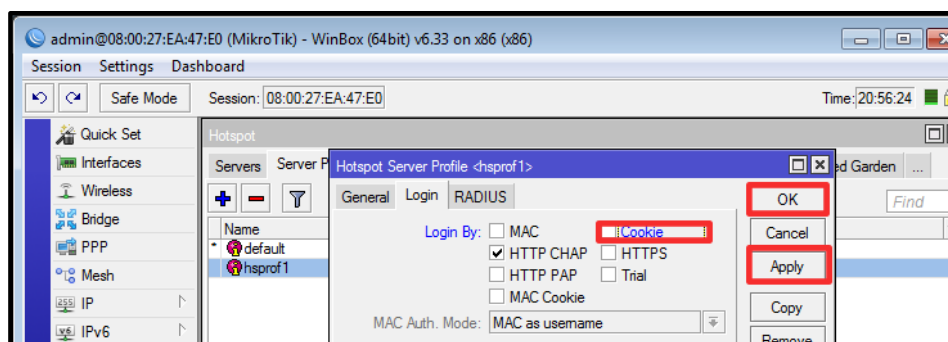 admin@08:00:27:EA:47:E0 (MikroTik) - WinBox (64bit) v6.33 on x86 (x86)
Session Settings Dashboard
Safe Mode Session: 08:00:27:EA:47:E0 Time: 20:56:24
Quick Set
Interfaces
Wireless
Bridge
PPP
Mesh
255 IP
v6 IPv6
Hotspot
Servers Server P ed Garden ...
Find
Name
* default
hsprof1
Hotspot Server Profile <hsprof1>
General Login RADIUS
Login By: MAC Cookie
HTTP CHAP HTTPS
HTTP PAP Trial
MAC Cookie
MAC Auth. Mode: MAC as username
OK
Cancel
Apply
Copy
Remove